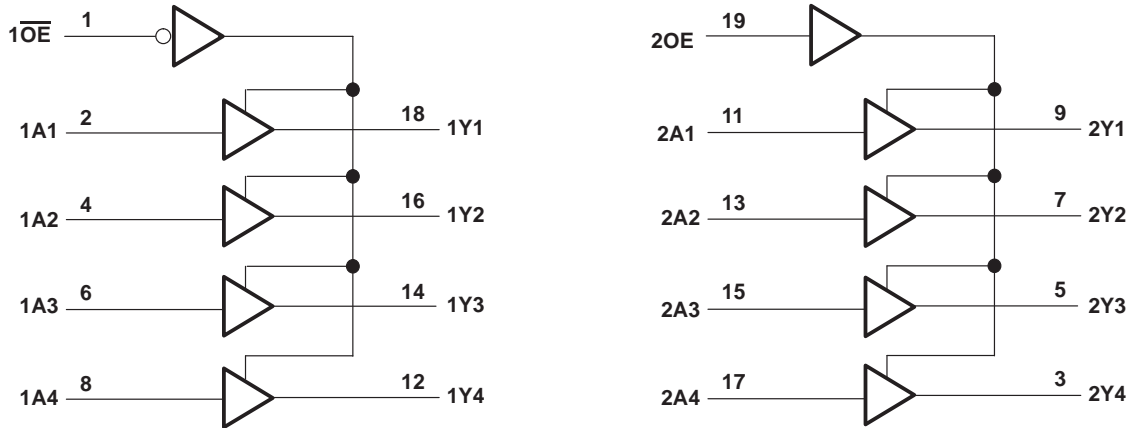 1O̅E̅ 1
1A1 2 18 1Y1
1A2 4 16 1Y2
1A3 6 14 1Y3
1A4 8 12 1Y4
2OE 19
2A1 11 9 2Y1
2A2 13 7 2Y2
2A3 15 5 2Y3
2A4 17 3 2Y4